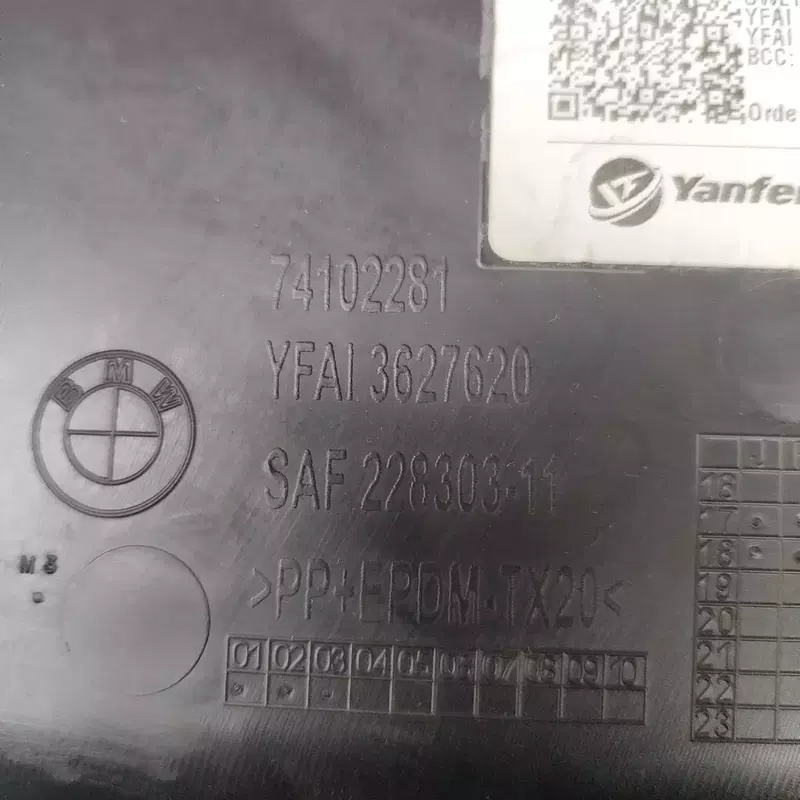 YFAI
YFAI
BCC:
Orde
Yanfe
74102281
YFAI 3627620
BMW
SAF 228303-11
M3
>PP+EPDM-TX20<
01 02 03 04 05 06 07 08 09 10
J
16
17
18
19
20
21
22
23